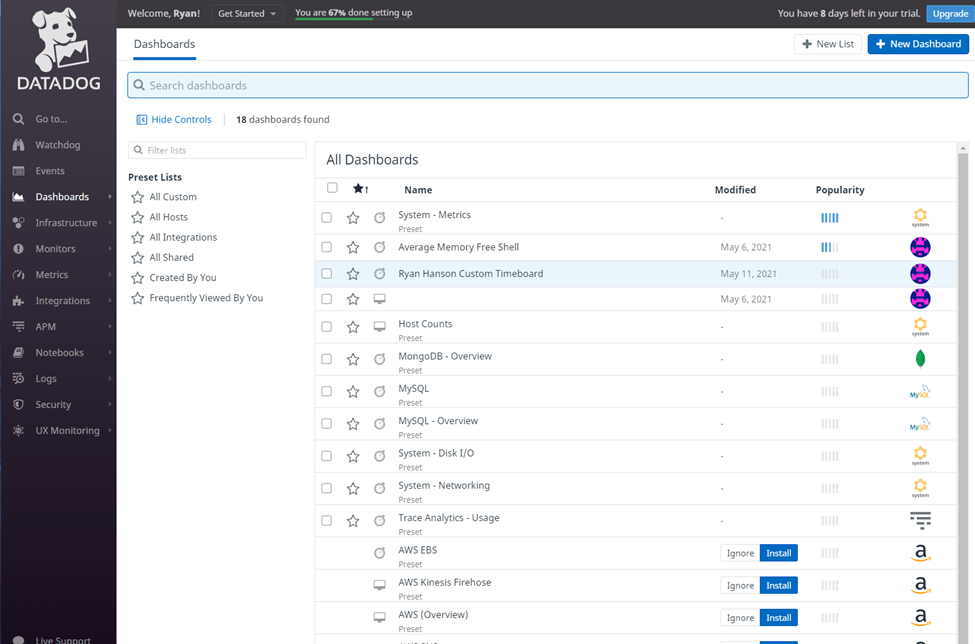 Welcome, Ryan! Get Started You are 67% done setting up You have 8 days left in your trial. Upgrade
DATADOG
Go to...
Watchdog
Events
Dashboards
Infrastructure
Monitors
Metrics
Integrations
APM
Notebooks
Logs
Security
UX Monitoring
Live Support
Dashboards New List New Dashboard
Search dashboards
Hide Controls 18 dashboards found
Filter lists
Preset Lists
All Custom
All Hosts
All Integrations
All Shared
Created By You
Frequently Viewed By You
All Dashboards
Name Modified Popularity
System - Metrics - system
Preset
Average Memory Free Shell May 6, 2021
Ryan Hanson Custom Timeboard May 11, 2021
May 6, 2021
Host Counts - system
Preset
MongoDB - Overview -
Preset
MySQL - MySQL
Preset
MySQL - Overview - MySQL
Preset
System - Disk I/O - system
Preset
System - Networking - system
Preset
Trace Analytics - Usage -
Preset
AWS EBS Ignore Install a
Preset
AWS Kinesis Firehose Ignore Install a
Preset
AWS (Overview) Ignore Install a
Preset